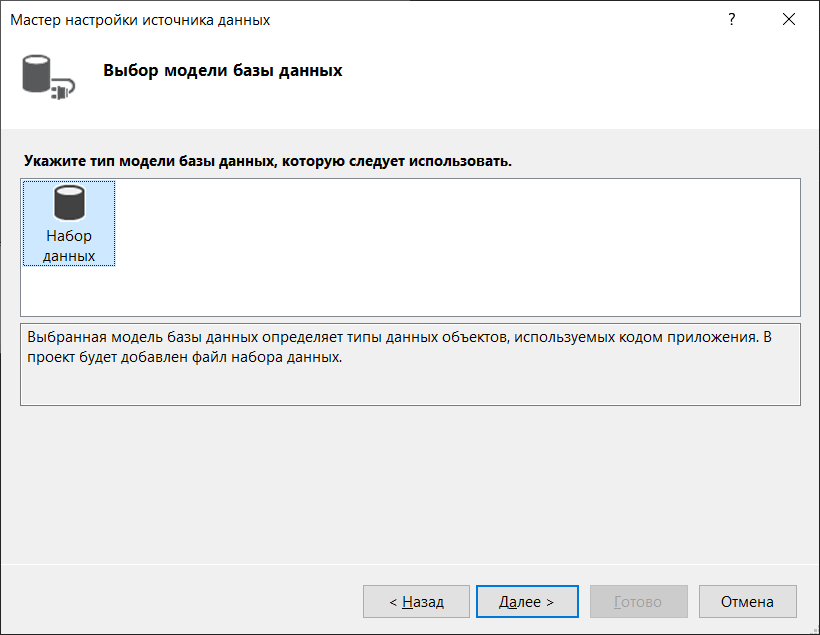 Мастер настройки источника данных
?
Выбор модели базы данных
Укажите тип модели базы данных, которую следует использовать.
Набор
данных
Выбранная модель базы данных определяет типы данных объектов, используемых кодом приложения. В
проект будет добавлен файл набора данных.
< Назад Далее > Готово Отмена